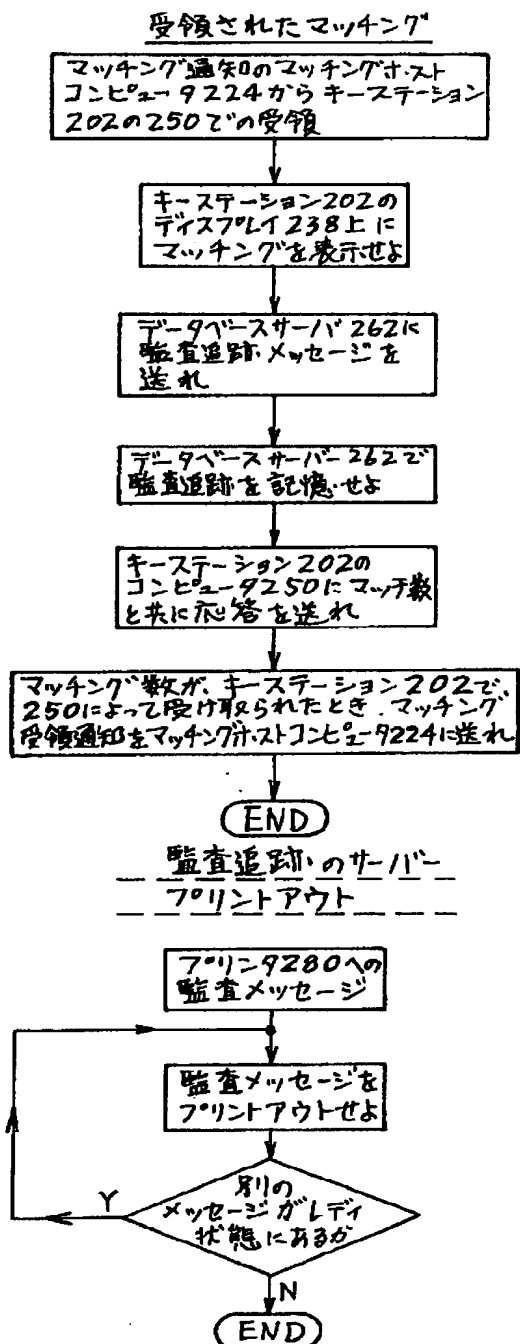 受領されたマッチング
マッチング通知のマッチングホスト
コンピュータ224からキーステーション
202の250での受領
キーステーション202の
ディスプレイ238上に
マッチングを表示せよ
データベースサーバ262に
監査追跡メッセージを
送れ
データベースサーバー262で
監査追跡を記憶せよ
キーステーション202の
コンピュータ250にマッチ数
と共に応答を送れ
マッチング数が、キーステーション202で
250によって受け取られたとき、マッチング
受領通知をマッチングホストコンピュータ224に送れ
END
監査追跡のサーバー
プリントアウト
プリンタ280への
監査メッセージ
監査メッセージを
プリントアウトせよ
別の
メッセージがレディ
状態にあるか
Y
N
END